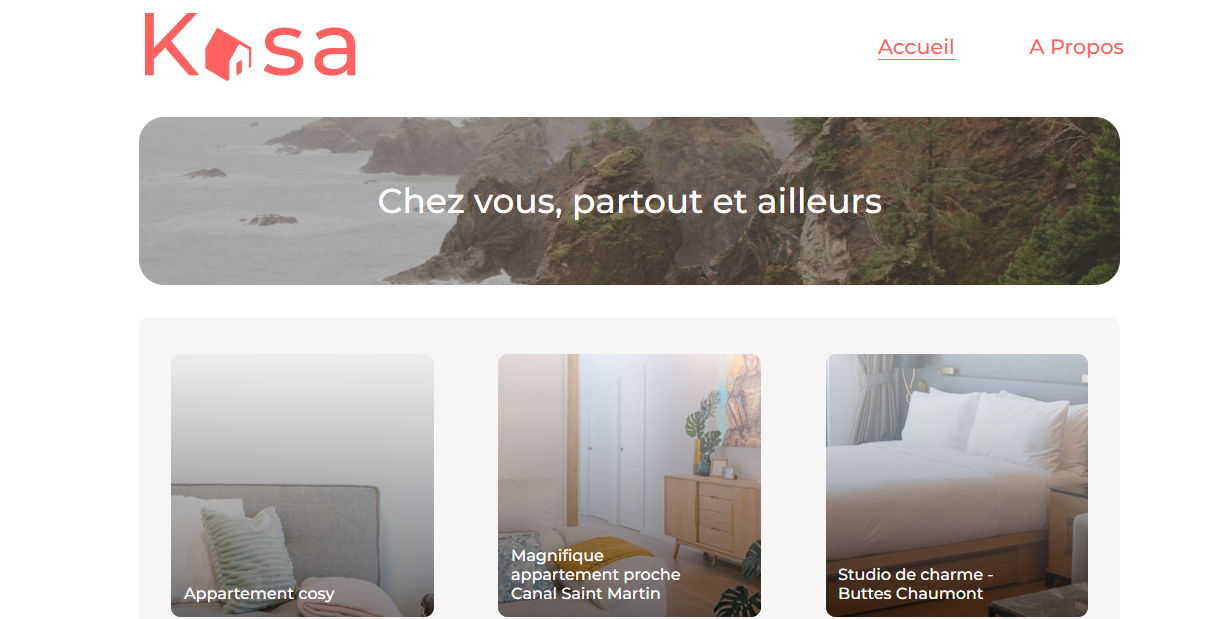 Kasa
Accueil
A Propos
Chez vous, partout et ailleurs
Appartement cosy
Magnifique
appartement proche
Canal Saint Martin
Studio de charme -
Buttes Chaumont